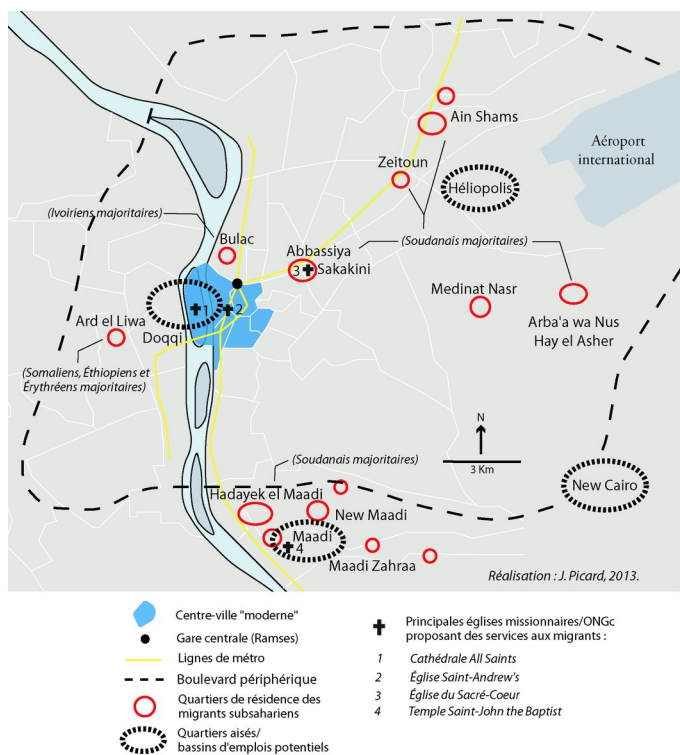 Ain Shams
Aéroport
international
Zeitoun
Héliopolis
(Ivoiriens majoritaires)
Bulac
Abbassiya
(Soudanais majoritaires)
3
Sakakini
Medinat Nasr
1
2
Ard el Liwa
Doqqi
Arba'a wa Nus
Hay el Asher
(Somaliens, Éthiopiens et
Érythréens majoritaires)
N
3 Km
(Soudanais majoritaires)
New Cairo
Hadayek el Maadi
New Maadi
Maadi
4
Maadi Zahraa
Réalisation : J. Picard, 2013.
Centre-ville "moderne"
Gare centrale (Ramses)
Lignes de métro
Boulevard périphérique
Quartiers de résidence des
migrants subsahariens
Quartiers aisés/
bassins d'emplois potentiels
Principales églises missionnaires/ONGc
proposant des services aux migrants :
1 Cathédrale All Saints
2 Église Saint-Andrew's
3 Église du Sacré-Coeur
4 Temple Saint-John the Baptist